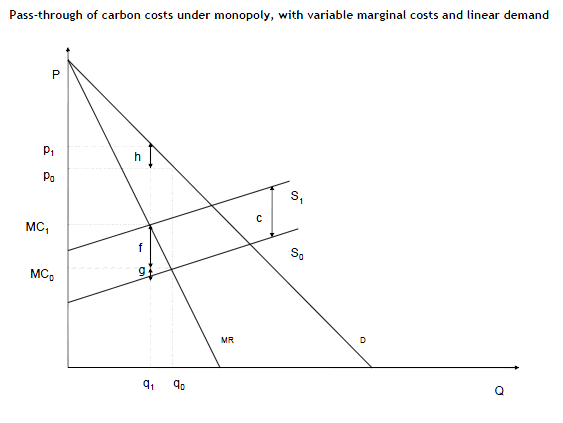 Pass-through of carbon costs under monopoly, with variable marginal costs and linear demand
P
p₁
h
p₀
S₁
c
MC₁
f
S₀
MC₀
g
MR
D
q₁ q₀
Q